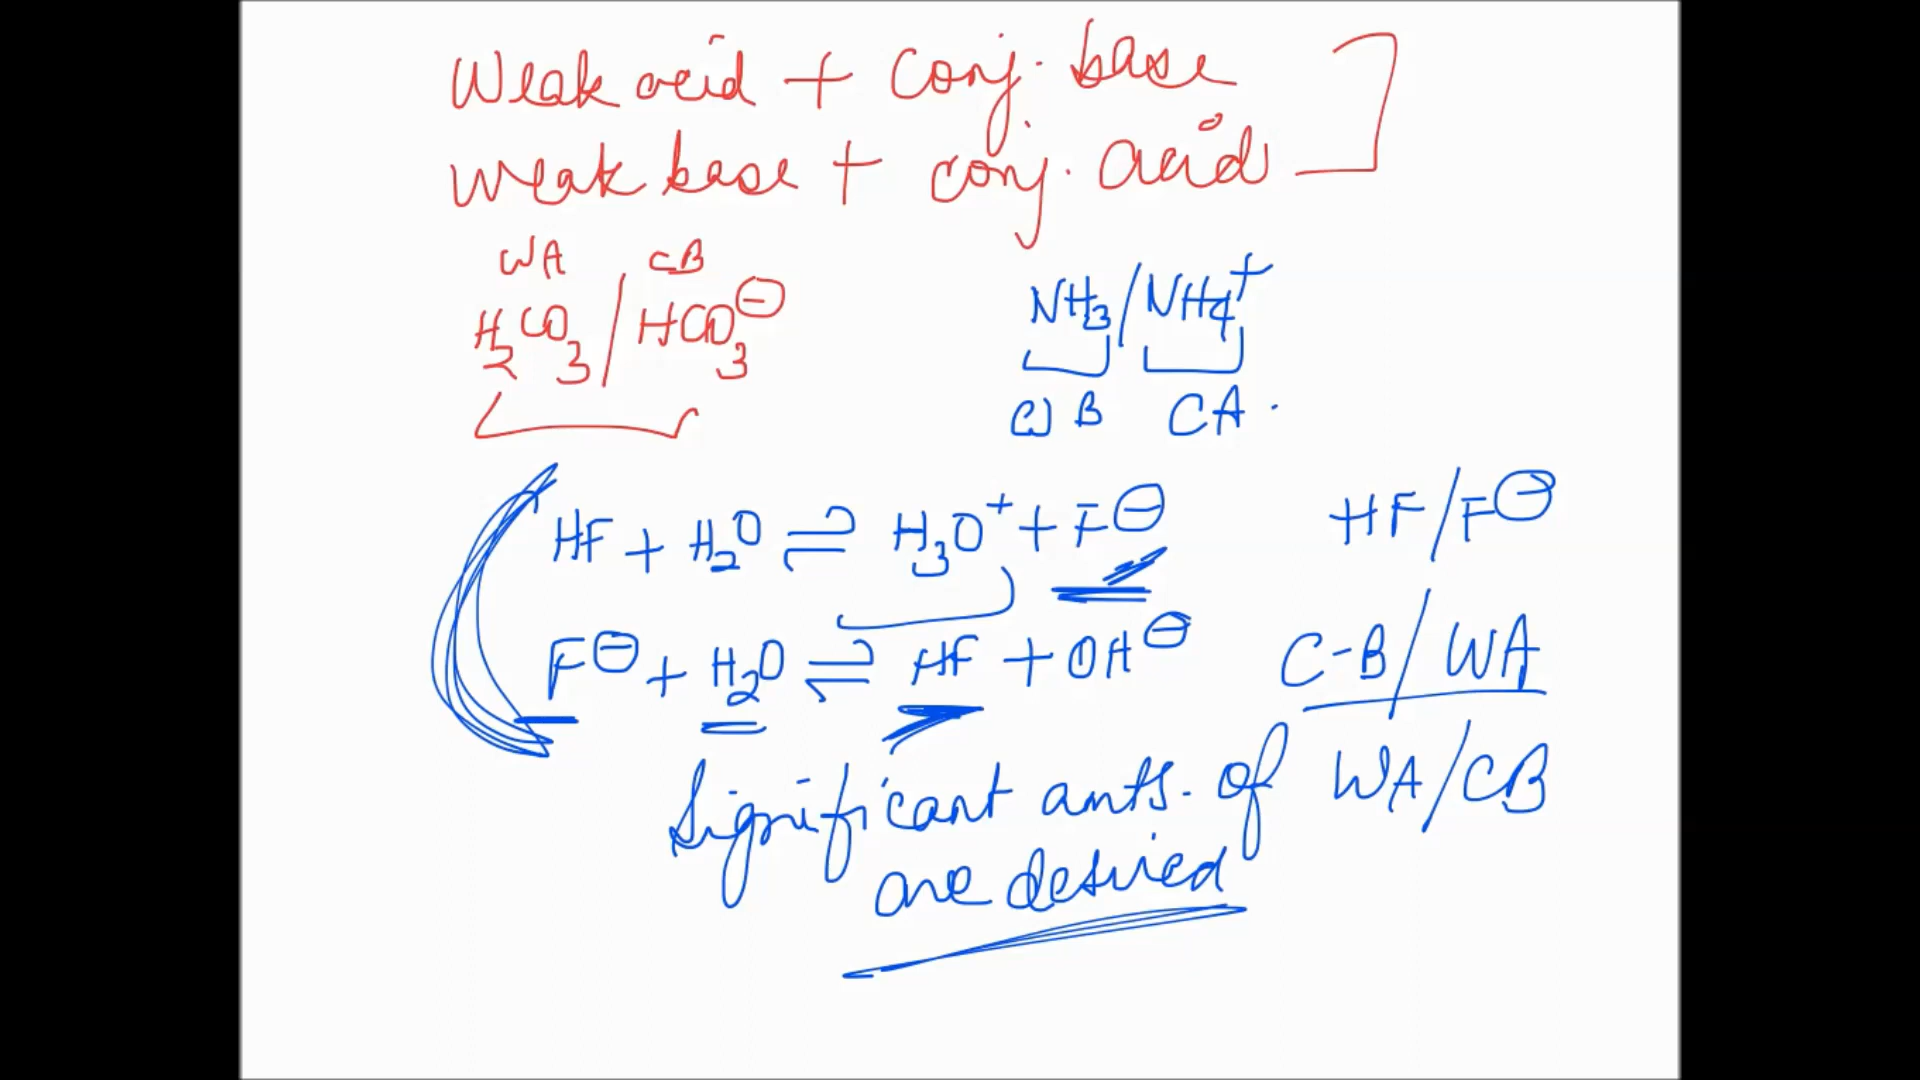 Weak acid + Conj. base
Weak base + conj. acid
WA CB
H₂CO₃/HCO₃⊖
NH₃/NH₄⁺
B CA
HF + H₂O ⇌ H₃O⁺ + F⊖
HF/F⊖
F⊖ + H₂O ⇌ HF + OH⊖
C-B/WA
Significant amts. of WA/CB
are desired